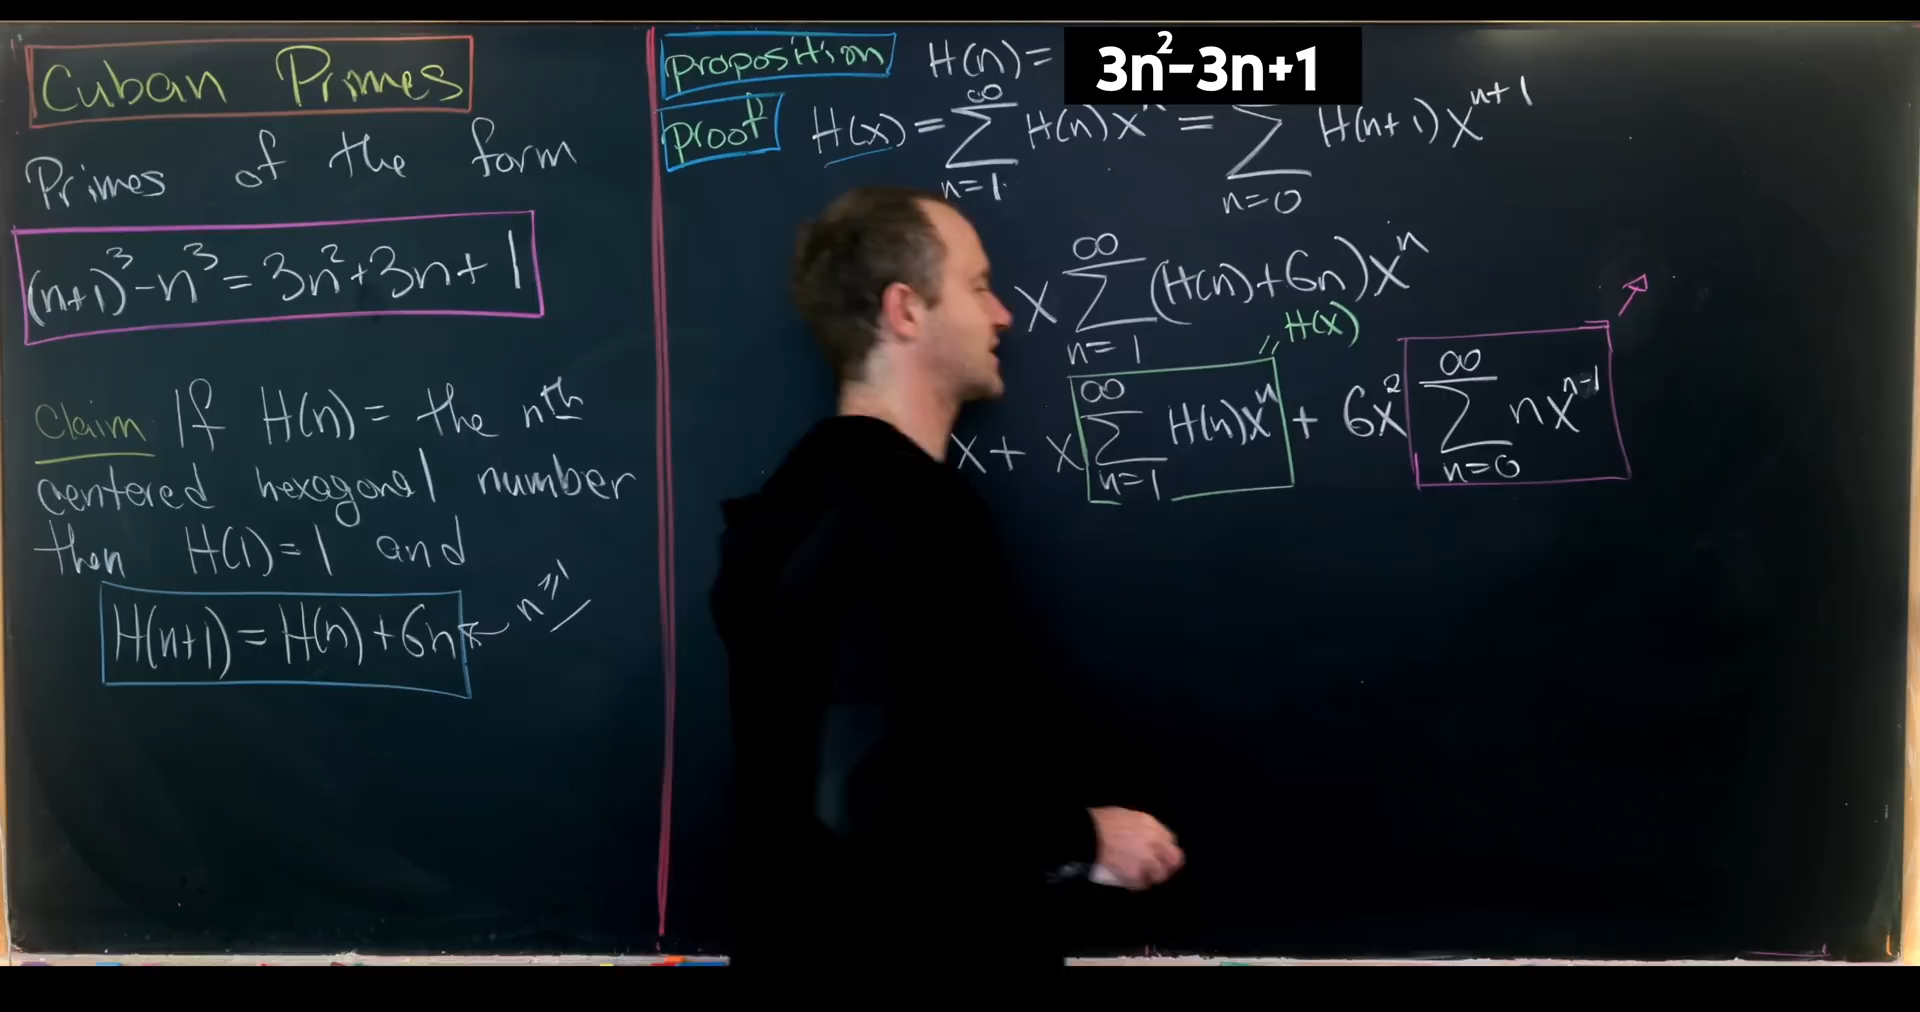 Cuban Primes
Primes of the form
(n+1)³-n³=3n²+3n+1
Claim If H(n)= the nth
centered hexagonal number
then H(1)=1 and
H(n+1)=H(n)+6n ← n≥1
proposition H(n)= 3n²-3n+1
proof H(x)=∑_{n=1}^{∞} H(n)xⁿ=∑_{n=0} H(n+1)x^{n+1}
x∑_{n=1}^{∞}(H(n)+6n)xⁿ
= H(x)
x+x∑_{n=1}^{∞} H(n)xⁿ+6x²∑_{n=0}^{∞} nx^{n-1}